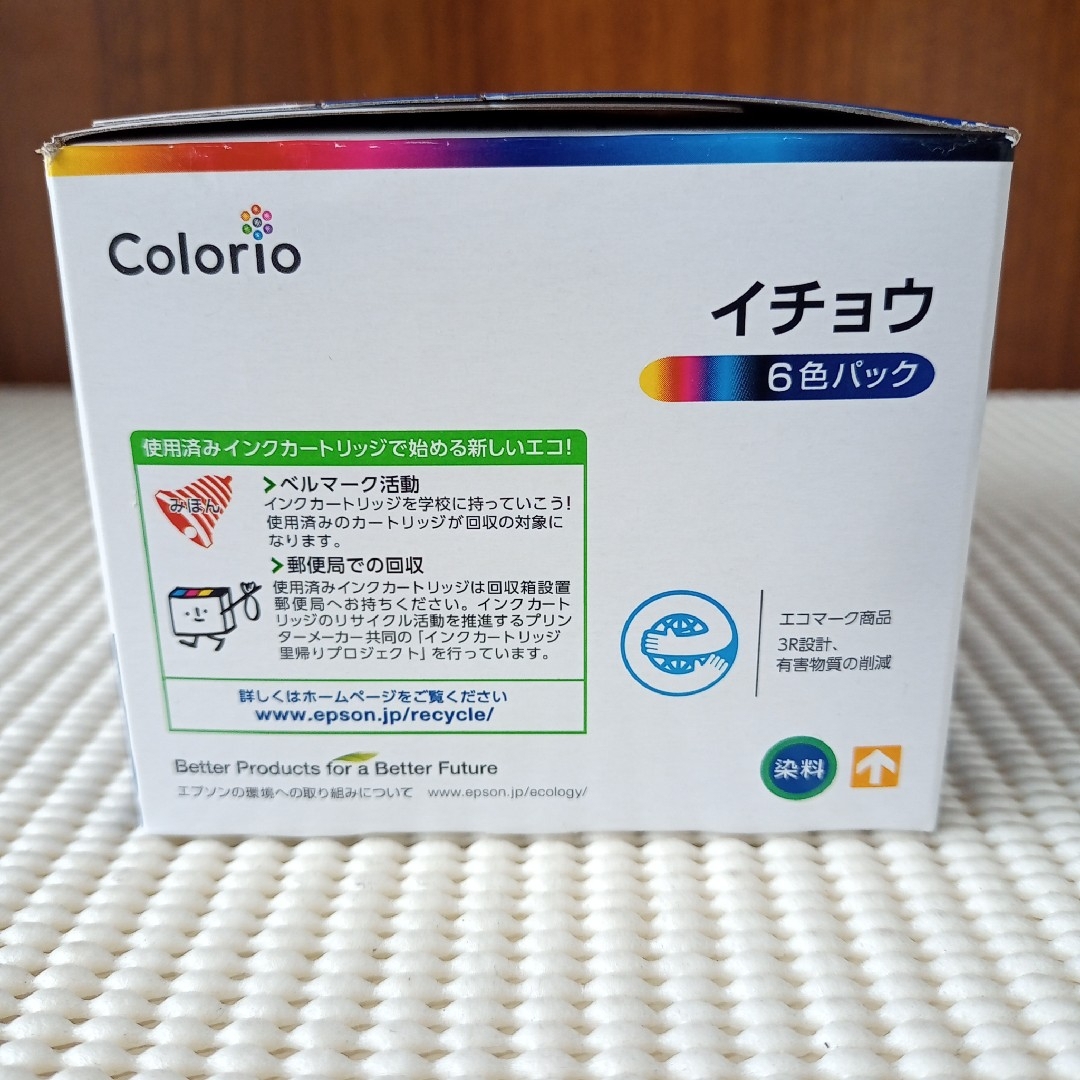 Colorio
イチョウ
6色パック
使用済みインクカートリッジで始める新しいエコ!
みほん
ベルマーク活動
インクカートリッジを学校に持っていこう!
使用済みのカートリッジが回収の対象に
なります。
郵便局での回収
使用済みインクカートリッジは回収箱設置
郵便局へお持ちください。インクカート
リッジのリサイクル活動を推進するプリン
ターメーカー共同の「インクカートリッジ
里帰りプロジェクト」を行っています。
詳しくはホームページをご覧ください
www.epson.jp/recycle/
エコマーク商品
3R設計、
有害物質の削減
染料
Better Products for a Better Future
エプソンの環境への取り組みについて www.epson.jp/ecology/